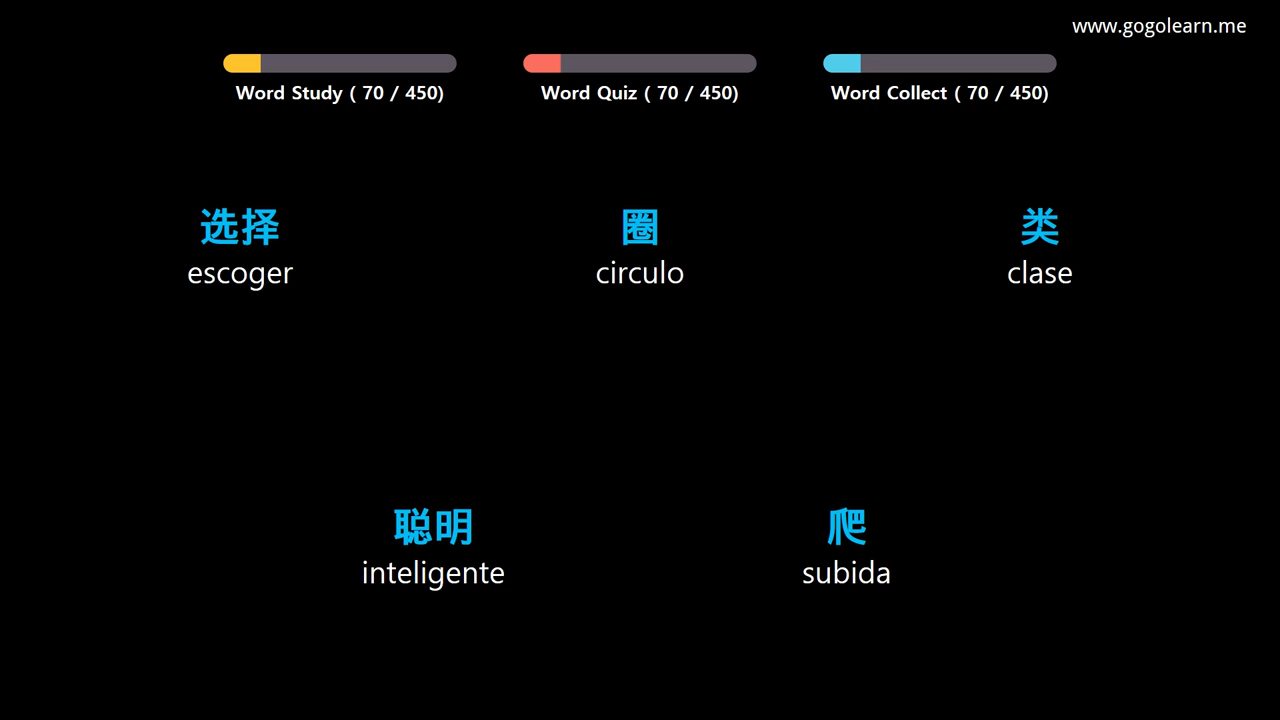 www.gogolearn.me
Word Study ( 70 / 450)
Word Quiz ( 70 / 450)
Word Collect ( 70 / 450)
选择
escoger
圈
circulo
类
clase
聪明
inteligente
爬
subida